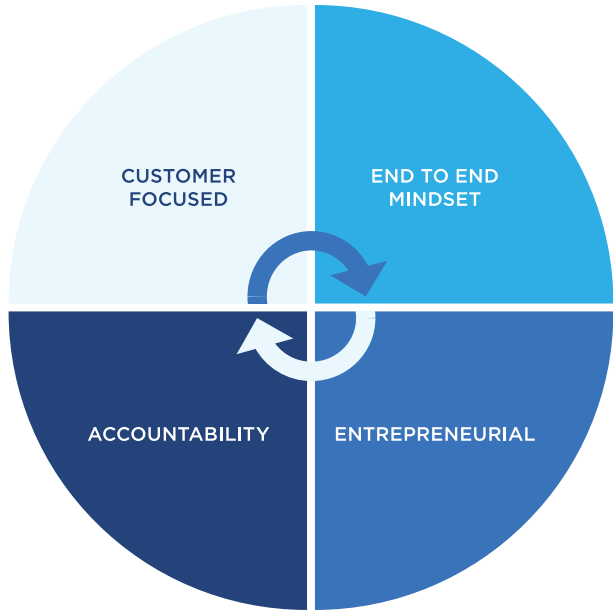 CUSTOMER
FOCUSED
END TO END
MINDSET
ACCOUNTABILITY
ENTREPRENEURIAL